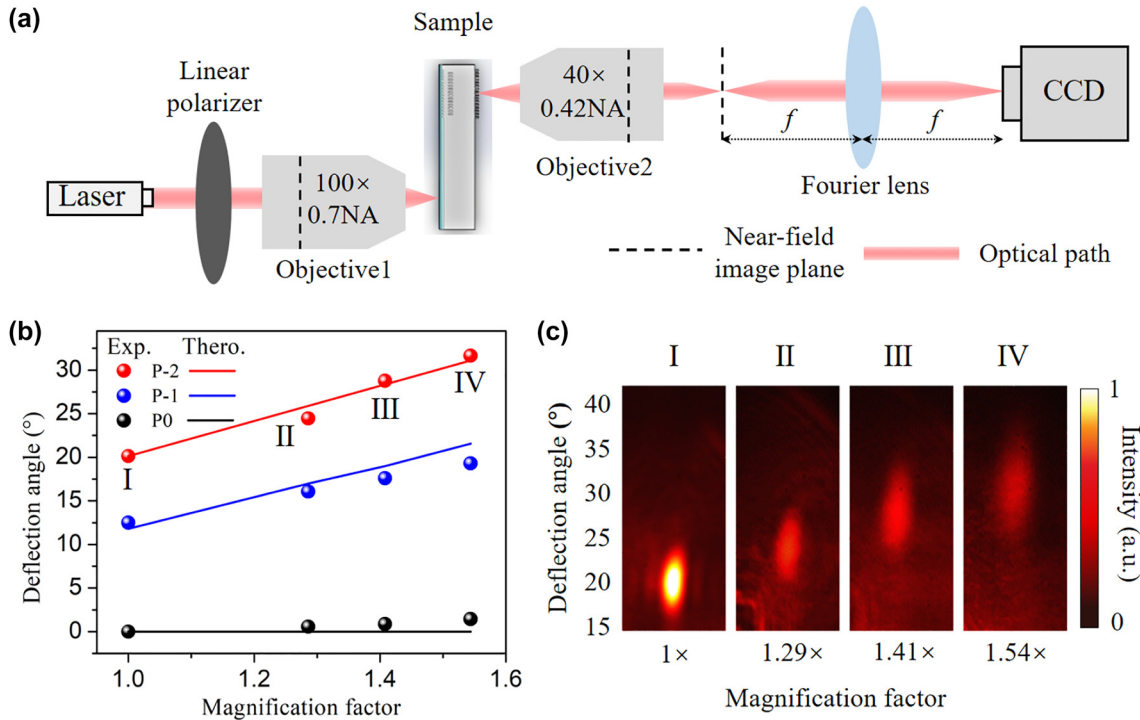 (a)
Sample
Linear
polarizer
40×
0.42NA
CCD
f
f
Objective2
Laser
100×
0.7NA
Fourier lens
Objective1
Near-field
image plane
Optical path
(b)
Exp. Thero.
P-2
P-1
P0
I
II
III
IV
Deflection angle (°)
30
25
20
15
10
5
0
1.0 1.2 1.4 1.6
Magnification factor
(c)
I II III IV
Deflection angle (°)
40
35
30
25
20
15
1
0
Intensity (a.u.)
1× 1.29× 1.41× 1.54×
Magnification factor